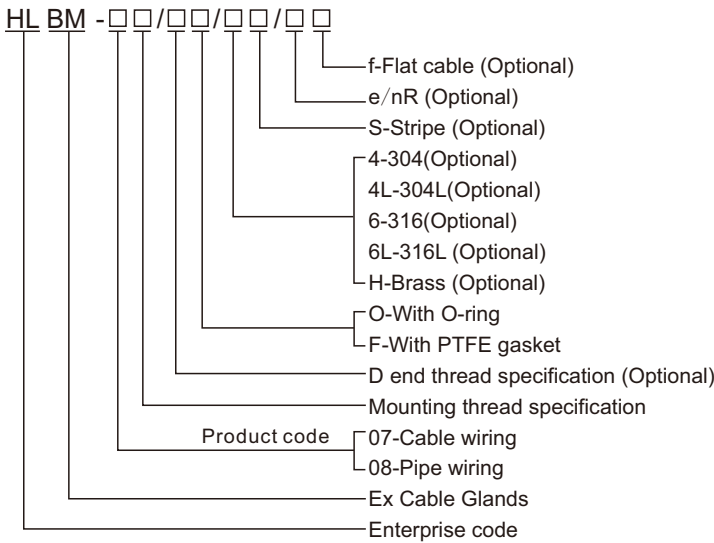 HL BM -□□/□□/□□/□□
f-Flat cable (Optional)
e/nR (Optional)
S-Stripe (Optional)
4-304(Optional)
4L-304L(Optional)
6-316(Optional)
6L-316L (Optional)
H-Brass (Optional)
O-With O-ring
F-With PTFE gasket
D end thread specification (Optional)
Mounting thread specification
Product code
07-Cable wiring
08-Pipe wiring
Ex Cable Glands
Enterprise code